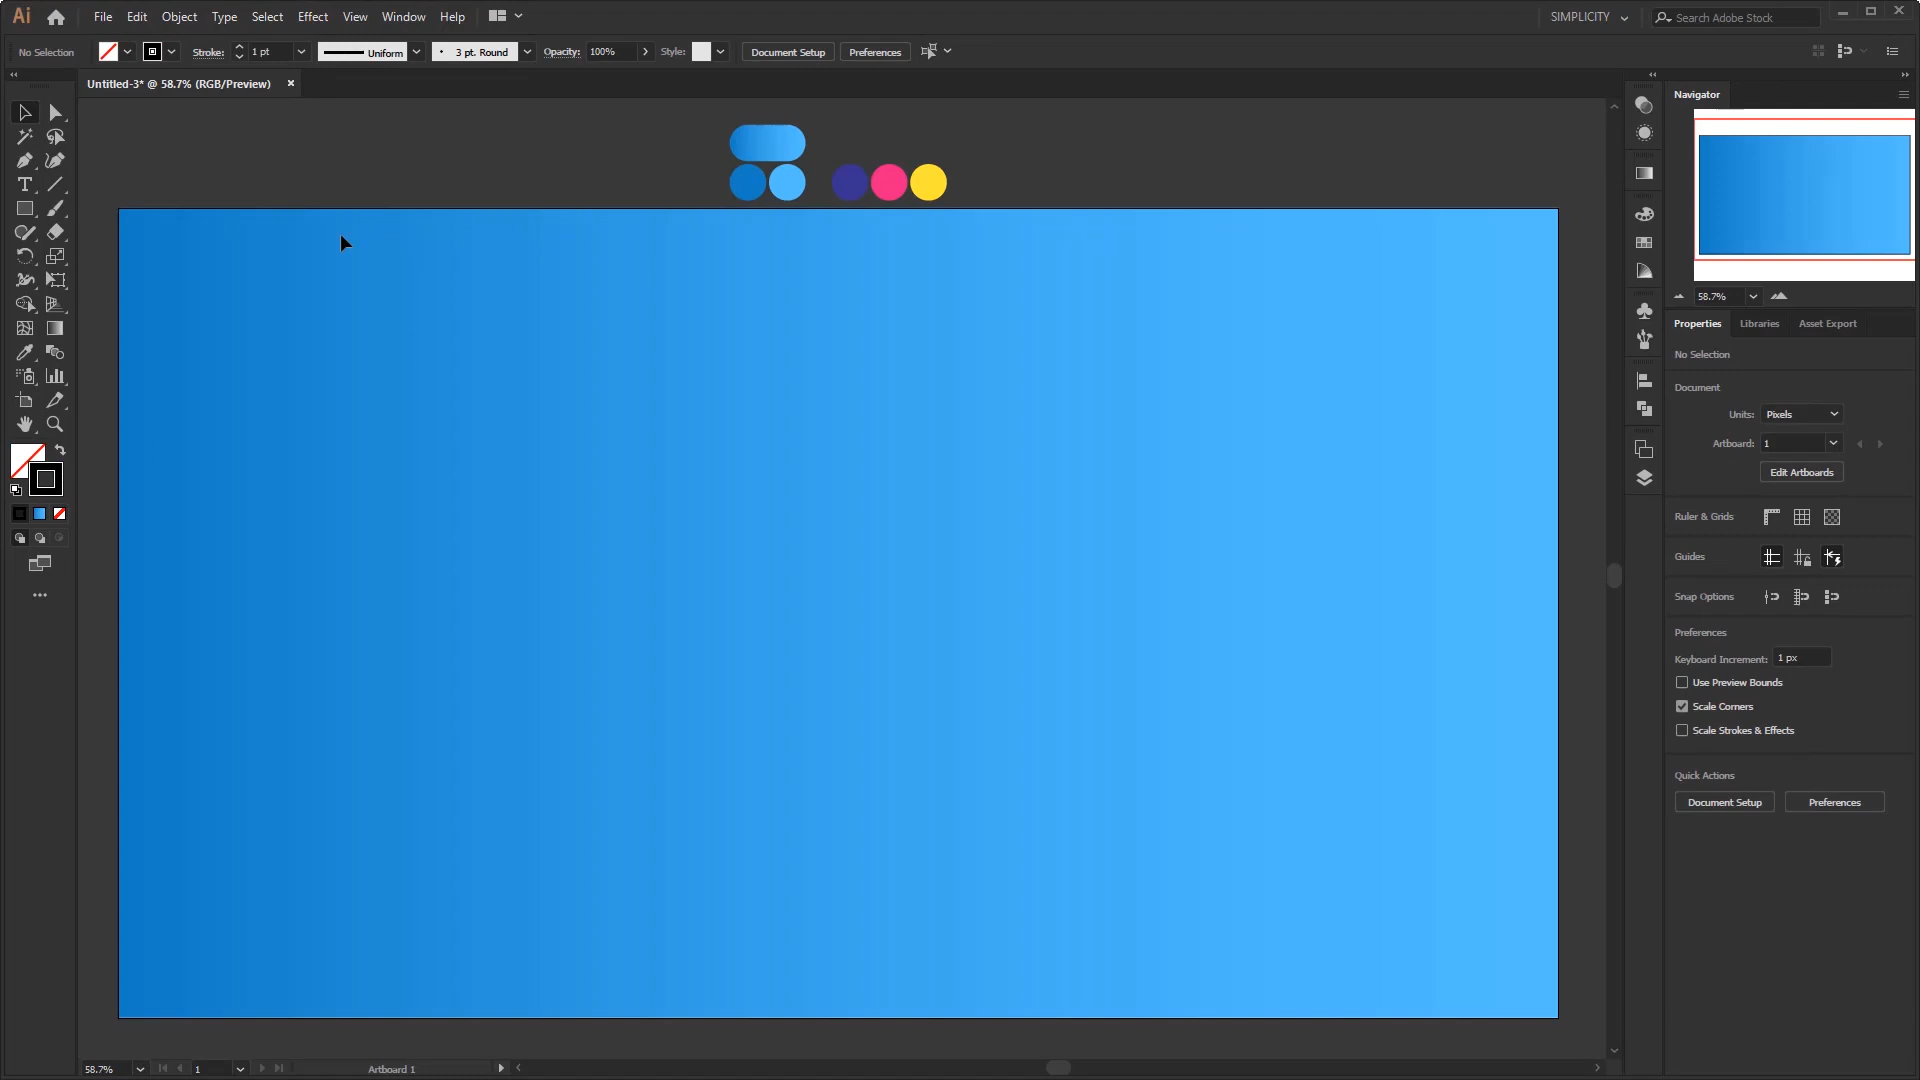 Ai File Edit Object Type Select Effect View Window Help SIMPLICITY Search Adobe Stock
No Selection Stroke: 1 pt Uniform 3 pt. Round Opacity: 100% Style: Document Setup Preferences
Untitled-3* @ 58.7% (RGB/Preview)
Navigator
58.7%
Properties Libraries Asset Export
No Selection
Document
Units: Pixels
Artboard: 1
Edit Artboards
Ruler & Grids
Guides
Snap Options
Preferences
Keyboard Increment: 1 px
Use Preview Bounds
Scale Corners
Scale Strokes & Effects
Quick Actions
Document Setup Preferences
58.7% 1 Artboard 1